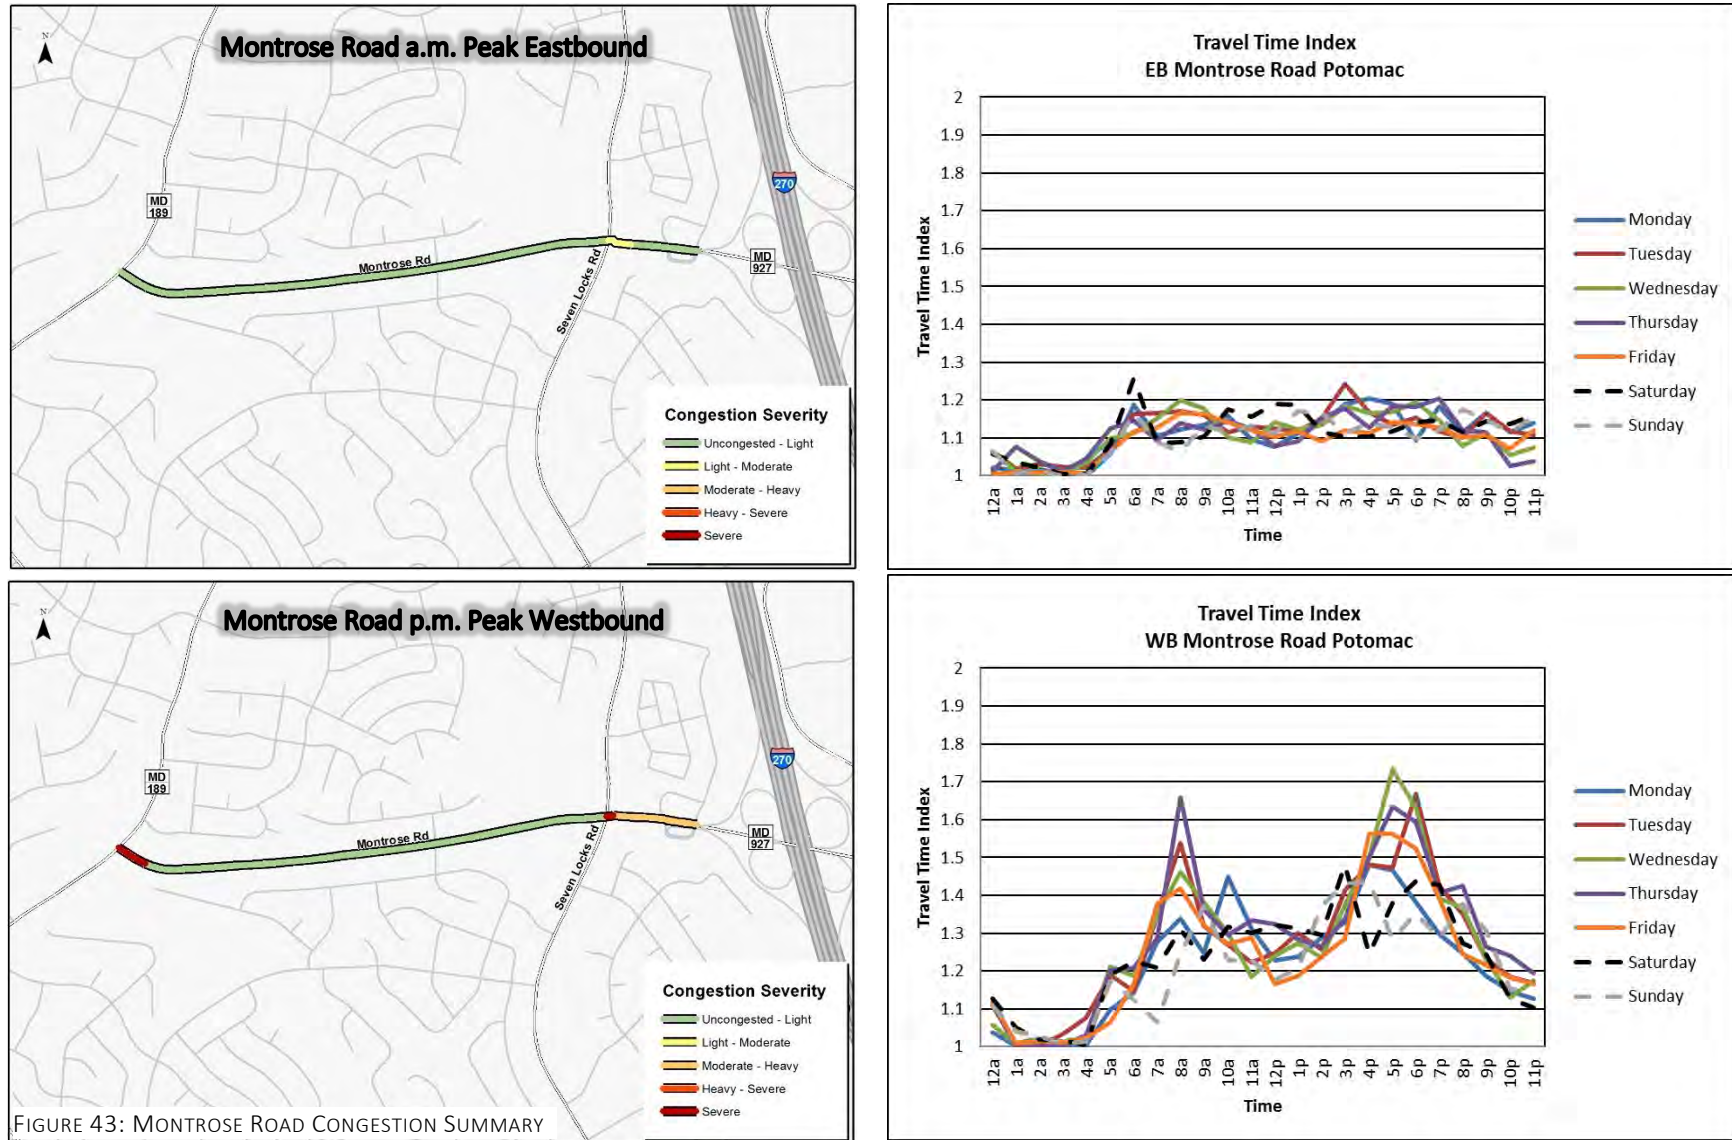 N
Montrose Road a.m. Peak Eastbound
MD
189
270
Montrose Rd
Seven Locks Rd
MD
927
Congestion Severity
Uncongested - Light
Light - Moderate
Moderate - Heavy
Heavy - Severe
Severe
Travel Time Index
EB Montrose Road Potomac
Travel Time Index
2
1.9
1.8
1.7
1.6
1.5
1.4
1.3
1.2
1.1
1
12a 1a 2a 3a 4a 5a 6a 7a 8a 9a 10a 11a 12p 1p 2p 3p 4p 5p 6p 7p 8p 9p 10p 11p
Time
Monday
Tuesday
Wednesday
Thursday
Friday
Saturday
Sunday
N
Montrose Road p.m. Peak Westbound
MD
189
270
Montrose Rd
Seven Locks Rd
MD
927
Congestion Severity
Uncongested - Light
Light - Moderate
Moderate - Heavy
Heavy - Severe
Severe
FIGURE 43: MONTROSE ROAD CONGESTION SUMMARY
Travel Time Index
WB Montrose Road Potomac
Travel Time Index
2
1.9
1.8
1.7
1.6
1.5
1.4
1.3
1.2
1.1
1
12a 1a 2a 3a 4a 5a 6a 7a 8a 9a 10a 11a 12p 1p 2p 3p 4p 5p 6p 7p 8p 9p 10p 11p
Time
Monday
Tuesday
Wednesday
Thursday
Friday
Saturday
Sunday